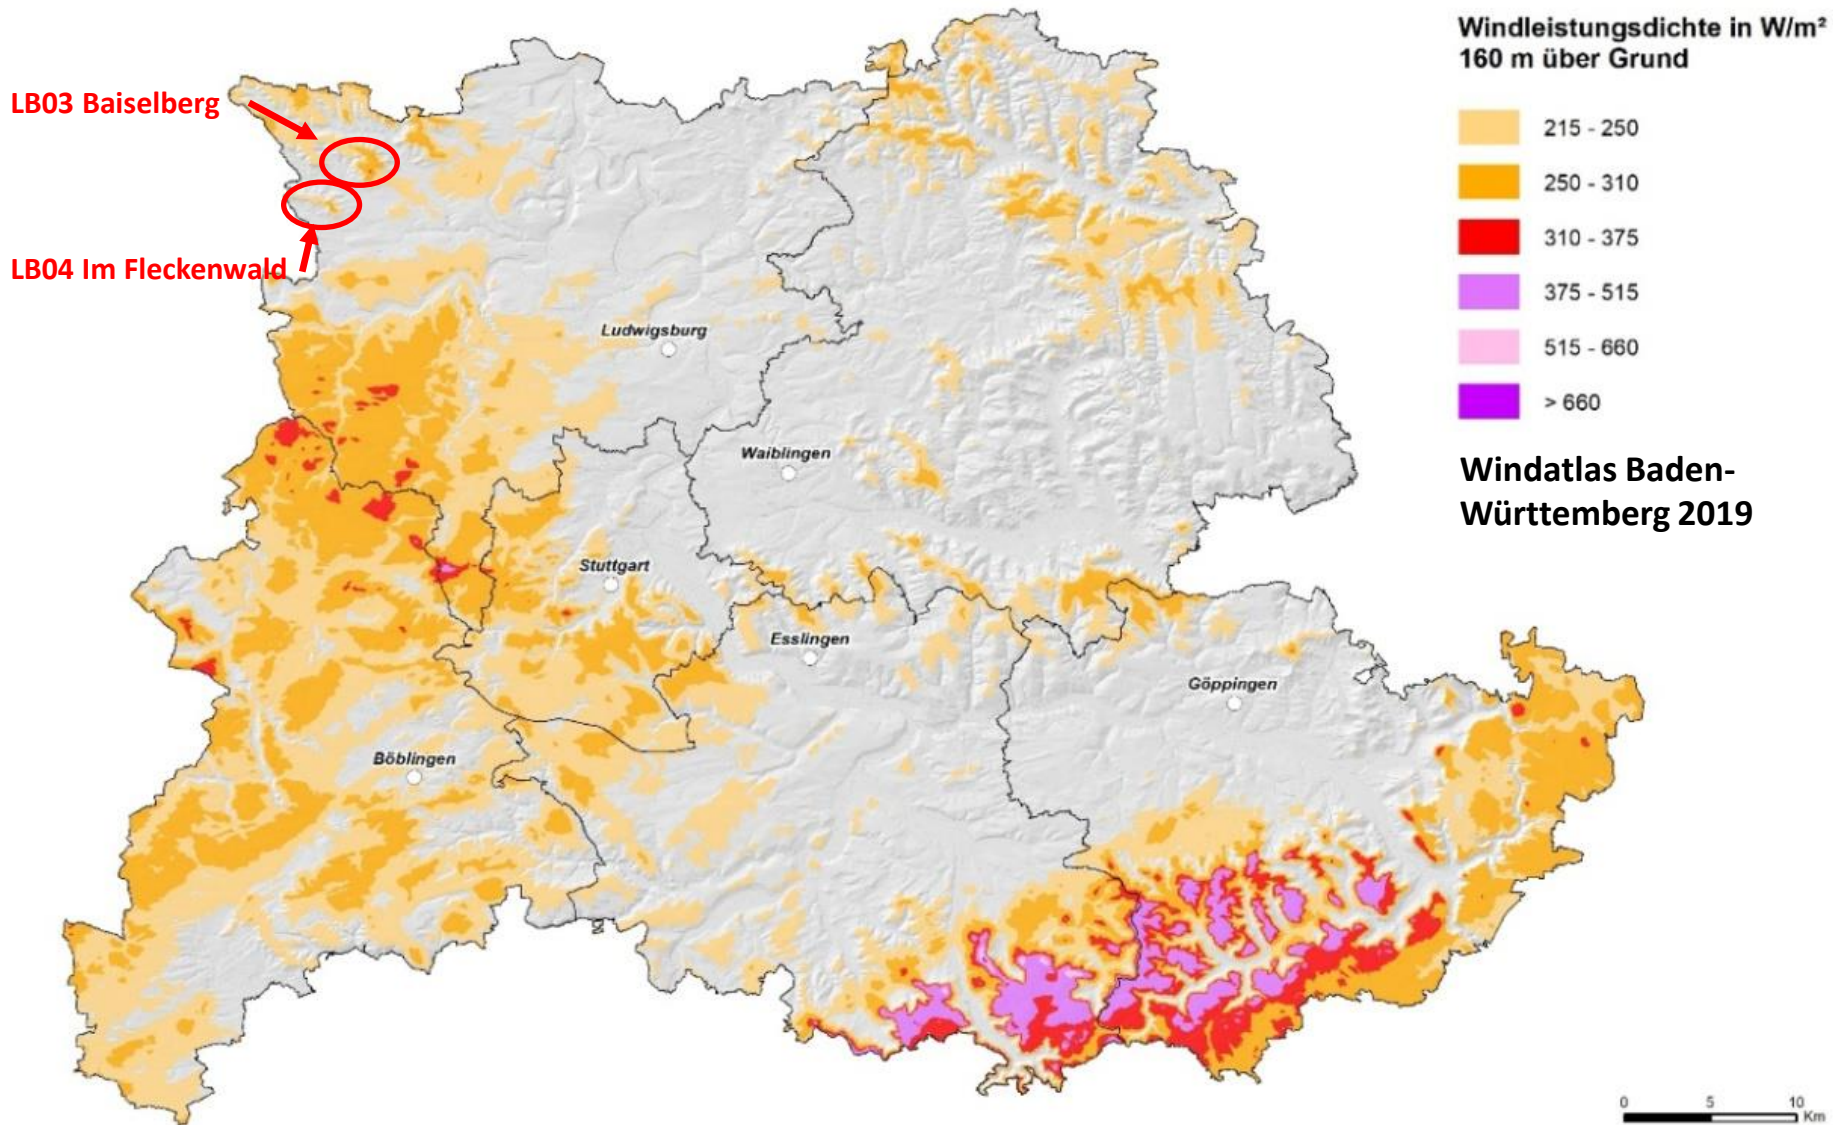 Windleistungsdichte in W/m²
160 m über Grund
215 - 250
250 - 310
310 - 375
375 - 515
515 - 660
> 660
Windatlas Baden-
Württemberg 2019
LB03 Baiselberg
LB04 Im Fleckenwald
Ludwigsburg
Waiblingen
Stuttgart
Esslingen
Göppingen
Böblingen
0 5 10
Km